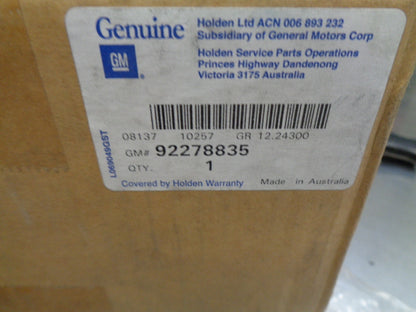 Genuine
GM
Holden Ltd ACN 006 893 232
Subsidiary of General Motors Corp
Holden Service Parts Operations
Princes Highway Dandenong
Victoria 3175 Australia
08137 10257 GR 12.24300
GM# 92278835
QTY. 1
Covered by Holden Warranty Made in Australia
L069049GST